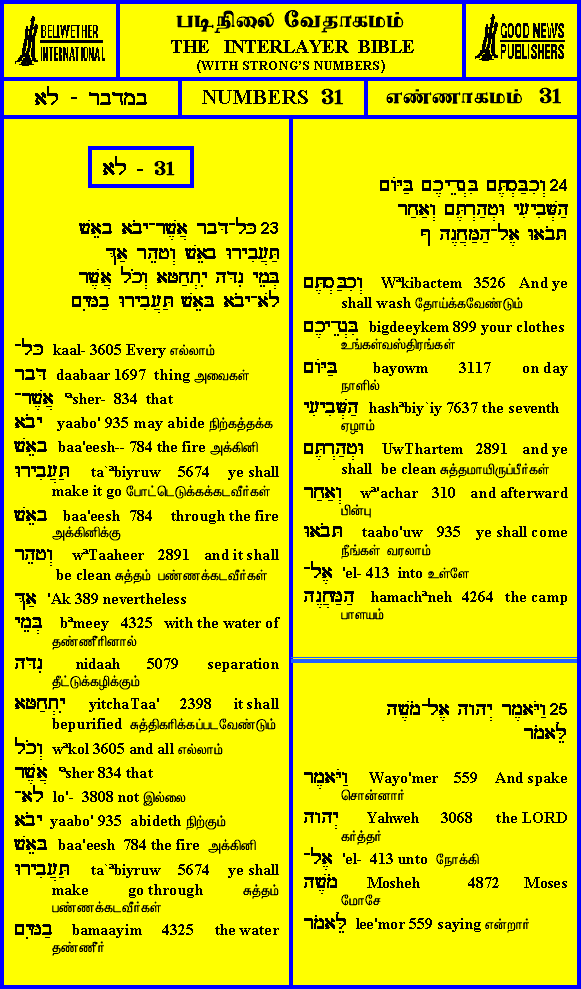 BELLWETHER
INTERNATIONAL
படிநிலை வேதாகமம்
THE INTERLAYER BIBLE
(WITH STRONG'S NUMBERS)
GOOD NEWS
PUBLISHERS
במדבר - לא
NUMBERS 31
எண்ணாகமம் 31
לא - 31
23 כָּל־דָּבָר אֲשֶׁר־יָבֹא בָאֵשׁ
תַּעֲבִירוּ בָאֵשׁ וְטָהֵר אַךְ
בְּמֵי נִדָּה יִתְחַטָּא וְכֹל אֲשֶׁר
לֹא־יָבֹא בָּאֵשׁ תַּעֲבִירוּ בַמָּיִם
כָּל־ kaal- 3605 Every எல்லாம்
דָּבָר daabaar 1697 thing அவைகள்
אֲשֶׁר־ ªsher- 834 that
יָבֹא yaabo' 935 may abide நிற்கத்தக்க
בָאֵשׁ baa'eesh-- 784 the fire அக்கினி
תַּעֲבִירוּ ta`ªbiyruw 5674 ye shall
make it go போட்டெடுக்கக்கடவீர்கள்
בָאֵשׁ baa'eesh 784 through the fire
அக்கினிக்கு
וְטָהֵר wªTaaheer 2891 and it shall
be clean சுத்தம் பண்ணக்கடவீர்கள்
אַךְ 'Ak 389 nevertheless
בְּמֵי bªmeey 4325 with the water of
தண்ணீரினால்
נִדָּה nidaah 5079 separation
தீட்டுக்கழிக்கும்
יִתְחַטָּא yitchaTaa' 2398 it shall
bepurified சுத்திகரிக்கப்படவேண்டும்
וְכֹל wªkol 3605 and all எல்லாம்
אֲשֶׁר ªsher 834 that
לֹא־ lo'- 3808 not இல்லை
יָבֹא yaabo' 935 abideth நிற்கும்
בָּאֵשׁ baa'eesh 784 the fire அக்கினி
תַּעֲבִירוּ ta`ªbiyruw 5674 ye shall
make go through சுத்தம்
பண்ணக்கடவீர்கள்
בַמָּיִם bamaayim 4325 the water
தண்ணீர்
24 וְכִבַּסְתֶּם בִּגְדֵיכֶם בַּיּוֹם
הַשְּׁבִיעִי וּטְהַרְתֶּם וְאַחַר
תָּבֹאוּ אֶל־הַמַּחֲנֶה ף
וְכִבַּסְתֶּם Wªkibactem 3526 And ye
shall wash தோய்க்கவேண்டும்
בִּגְדֵיכֶם bigdeeykem 899 your clothes
உங்கள்வஸ்திரங்கள்
בַּיּוֹם bayowm 3117 on day
நாளில்
הַשְּׁבִיעִי hashªbiy`iy 7637 the seventh
ஏழாம்
וּטְהַרְתֶּם UwThartem 2891 and ye
shall be clean சுத்தமாயிருப்பீர்கள்
וְאַחַר wª'achar 310 and afterward
பின்பு
תָּבֹאוּ taabo'uw 935 ye shall come
நீங்கள் வரலாம்
אֶל־ 'el- 413 into உள்ளே
הַמַּחֲנֶה hamachªneh 4264 the camp
பாளயம்
25 וַיֹּאמֶר יְהוָה אֶל־מֹשֶׁה
לֵּאמֹר
וַיֹּאמֶר Wayo'mer 559 And spake
சொன்னார்
יְהוָה Yahweh 3068 the LORD
கர்த்தர்
אֶל־ 'el- 413 unto நோக்கி
מֹשֶׁה Mosheh 4872 Moses
மோசே
לֵּאמֹר lee'mor 559 saying என்றார்